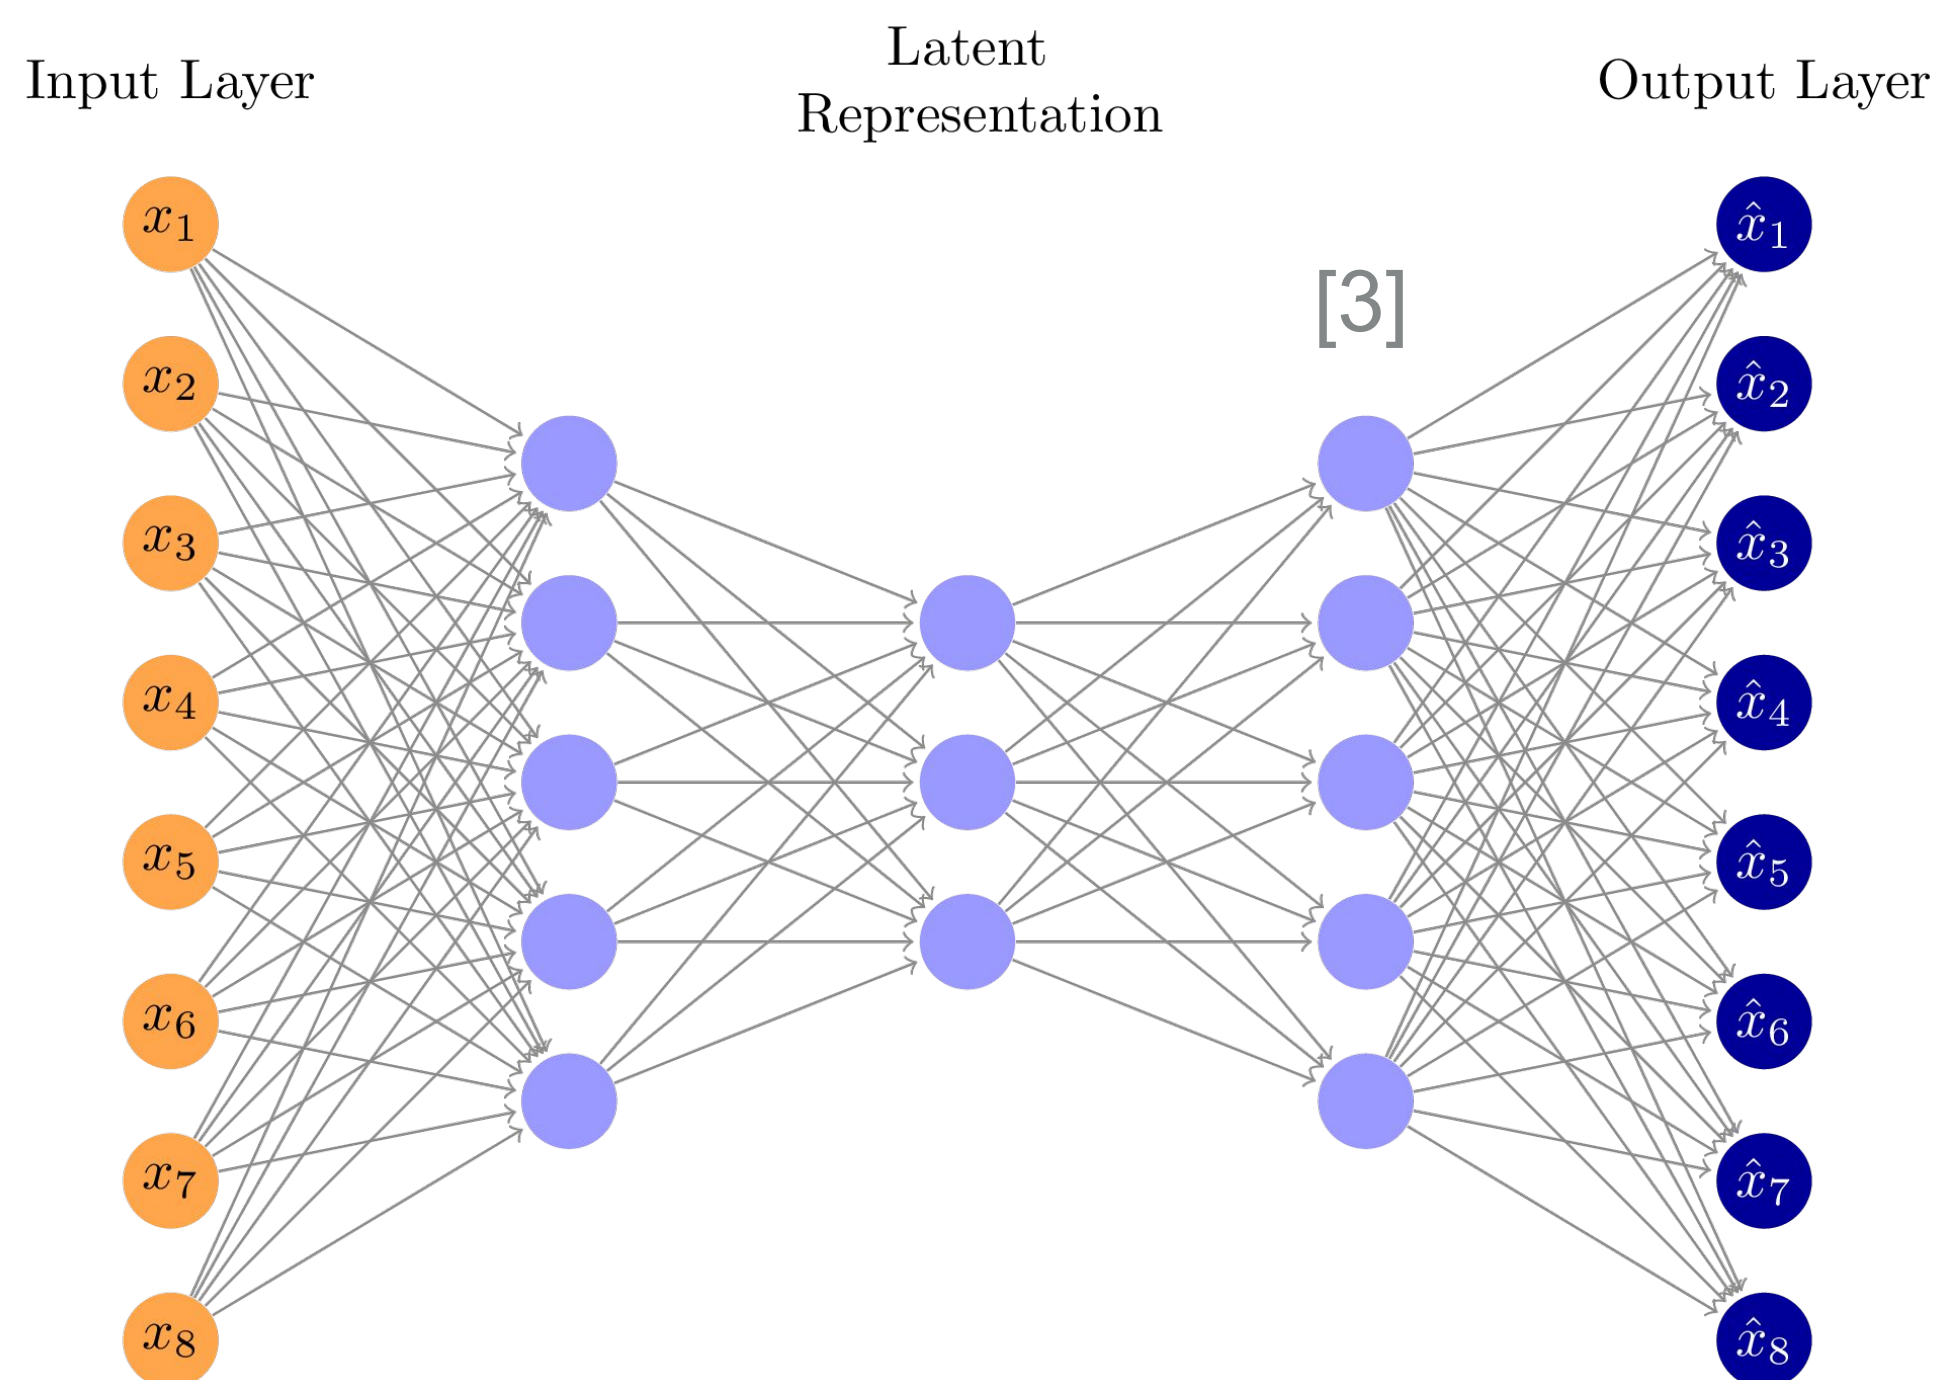 Latent
Representation
Input Layer
Output Layer
[3]
x₁
x₂
x₃
x₄
x₅
x₆
x₇
x₈
x̂₁
x̂₂
x̂₃
x̂₄
x̂₅
x̂₆
x̂₇
x̂₈